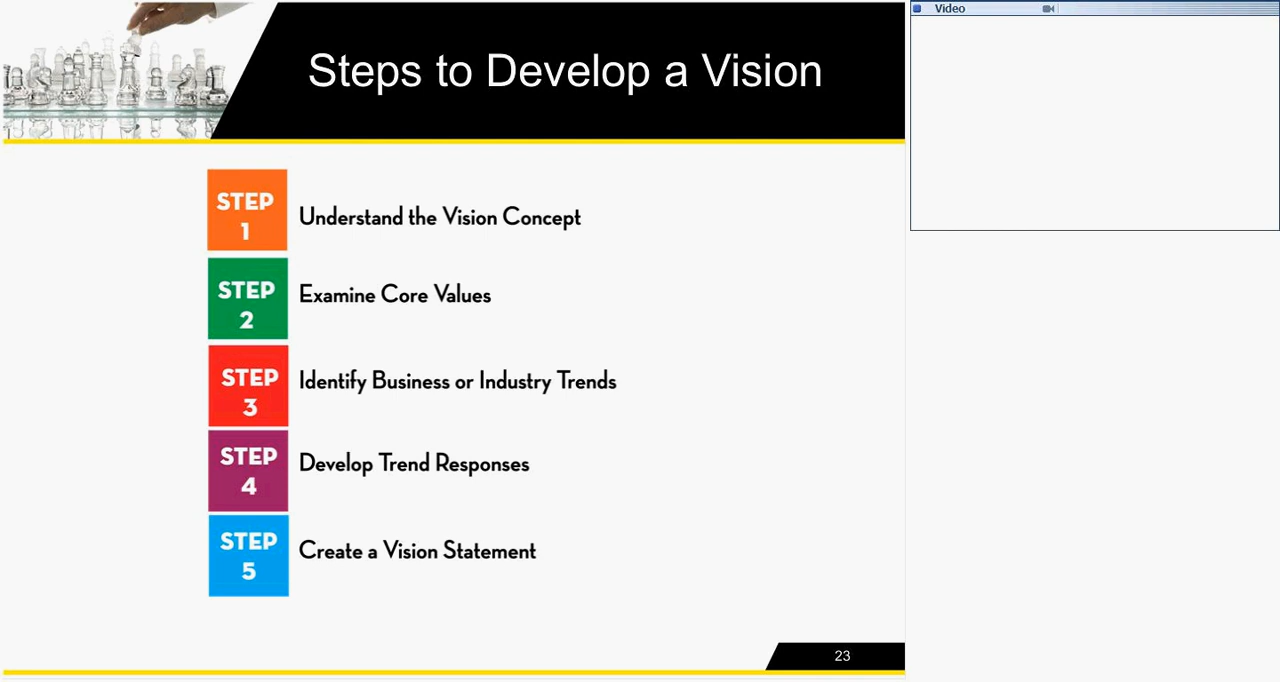 Video
Steps to Develop a Vision
STEP
1
Understand the Vision Concept
STEP
2
Examine Core Values
STEP
3
Identify Business or Industry Trends
STEP
4
Develop Trend Responses
STEP
5
Create a Vision Statement
23